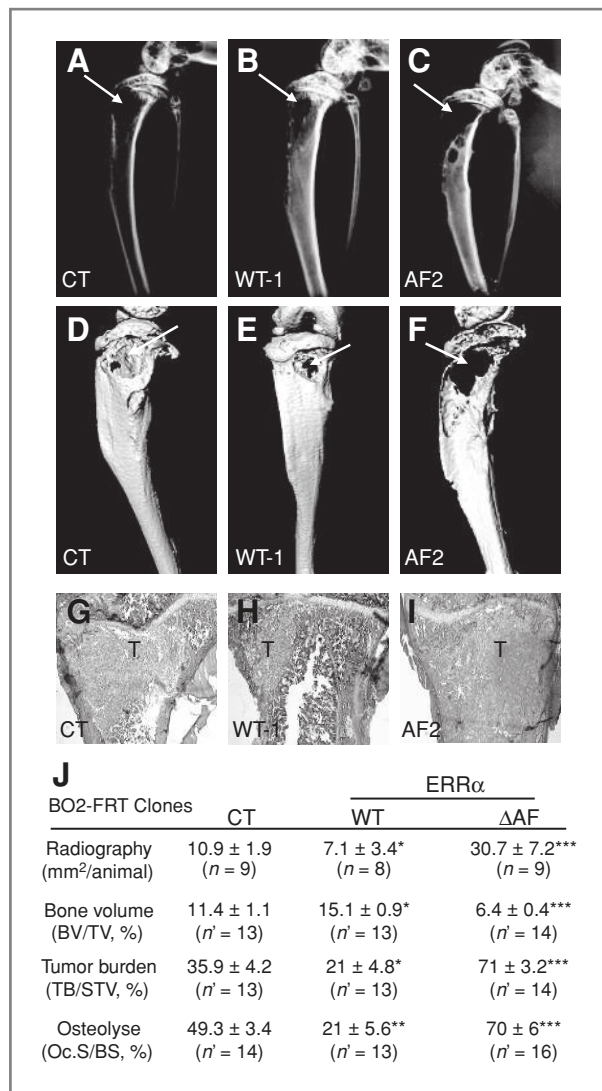 A
B
C
CT
WT-1
AF2
D
E
F
CT
WT-1
AF2
G
H
I
T
T
T
CT
WT-1
AF2
J
BO2-FRT Clones
ERRα
CT
WT
ΔAF
Radiography 10.9 ± 1.9 7.1 ± 3.4* 30.7 ± 7.2***
(mm²/animal) (n = 9) (n = 8) (n = 9)
Bone volume 11.4 ± 1.1 15.1 ± 0.9* 6.4 ± 0.4***
(BV/TV, %) (n' = 13) (n' = 13) (n' = 14)
Tumor burden 35.9 ± 4.2 21 ± 4.8* 71 ± 3.2***
(TB/STV, %) (n' = 13) (n' = 13) (n' = 14)
Osteolyse 49.3 ± 3.4 21 ± 5.6** 70 ± 6***
(Oc.S/BS, %) (n' = 14) (n' = 13) (n' = 16)